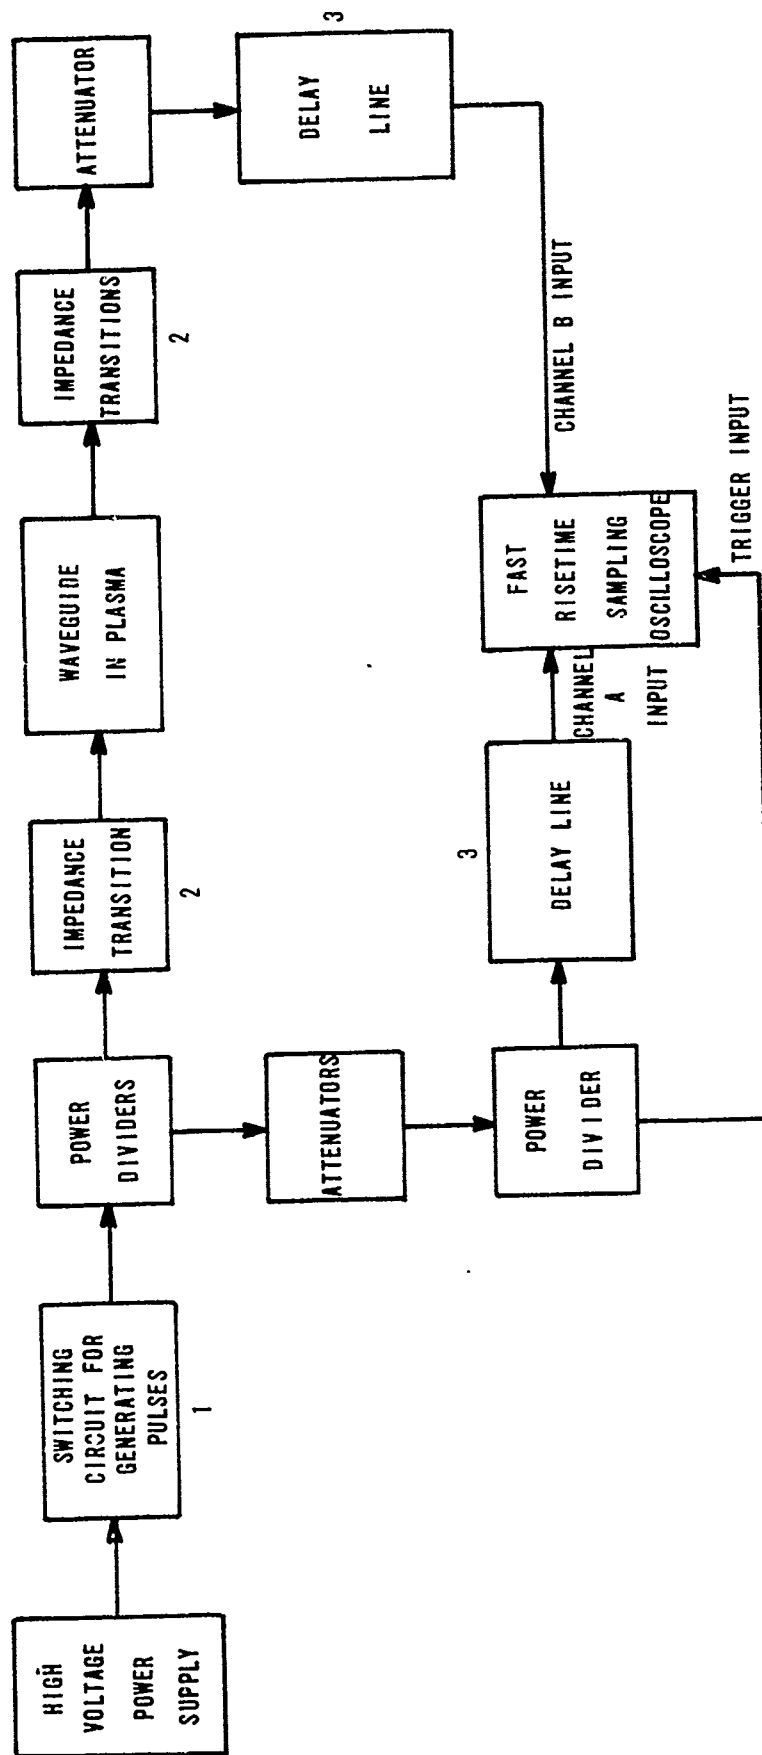 HIGH
VOLTAGE
POWER
SUPPLY
SWITCHING
CIRCUIT FOR
GENERATING
PULSES
1
POWER
DIVIDERS
IMPEDANCE
TRANSITION
2
WAVEGUIDE
IN PLASMA
IMPEDANCE
TRANSITIONS
2
ATTENUATOR
DELAY
LINE
3
ATTENUATORS
POWER
DIVIDER
DELAY LINE
3
CHANNEL
A
INPUT
FAST
RISETIME
SAMPLING
OSCILLOSCOPE
CHANNEL B INPUT
TRIGGER INPUT